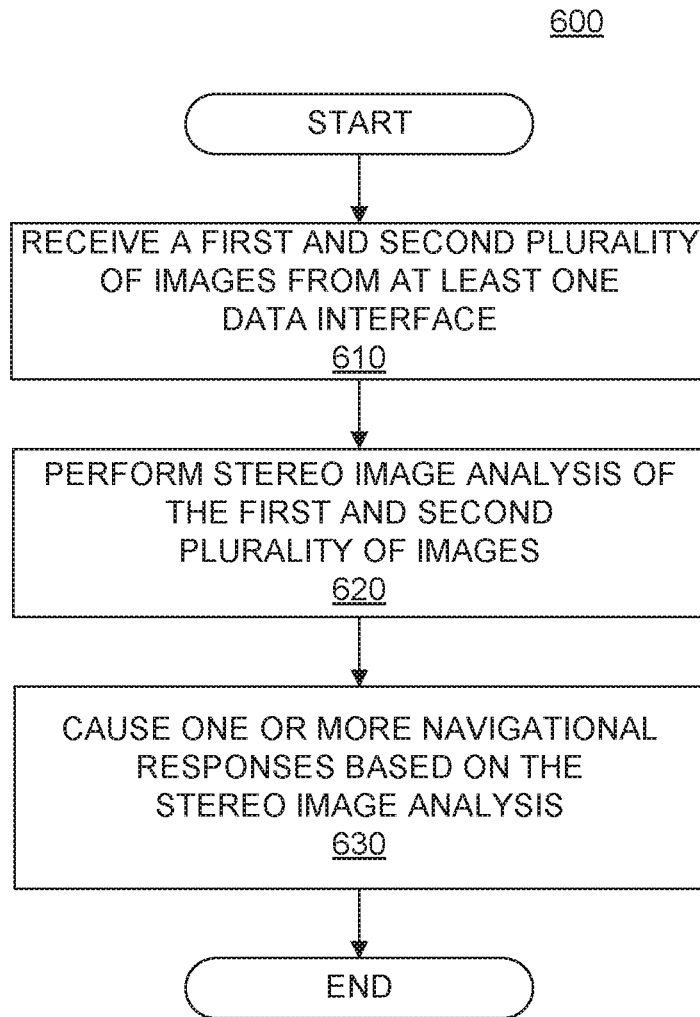 600
START
RECEIVE A FIRST AND SECOND PLURALITY
OF IMAGES FROM AT LEAST ONE
DATA INTERFACE
610
PERFORM STEREO IMAGE ANALYSIS OF
THE FIRST AND SECOND
PLURALITY OF IMAGES
620
CAUSE ONE OR MORE NAVIGATIONAL
RESPONSES BASED ON THE
STEREO IMAGE ANALYSIS
630
END